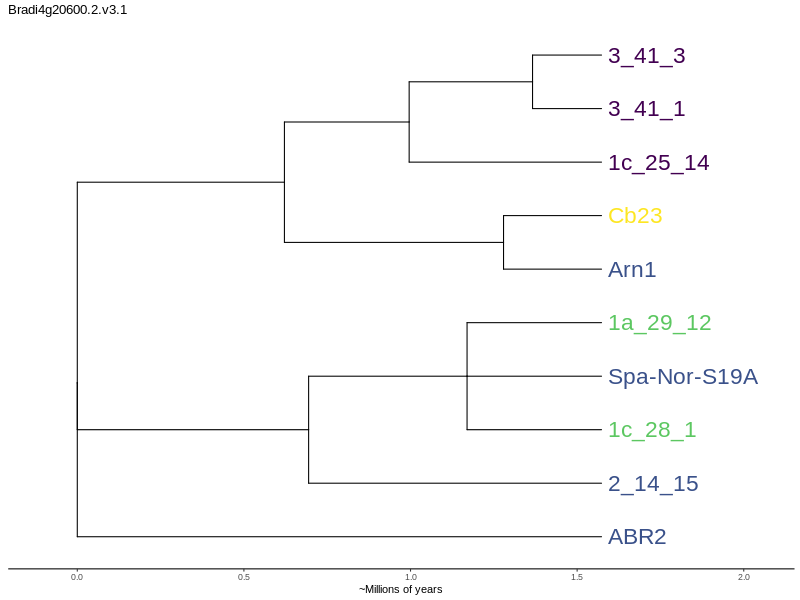 Bradi4g20600.2.v3.1
3_41_3
3_41_1
1c_25_14
Cb23
Arn1
1a_29_12
Spa-Nor-S19A
1c_28_1
2_14_15
ABR2
0.0 0.5 1.0 1.5 2.0
~Millions of years